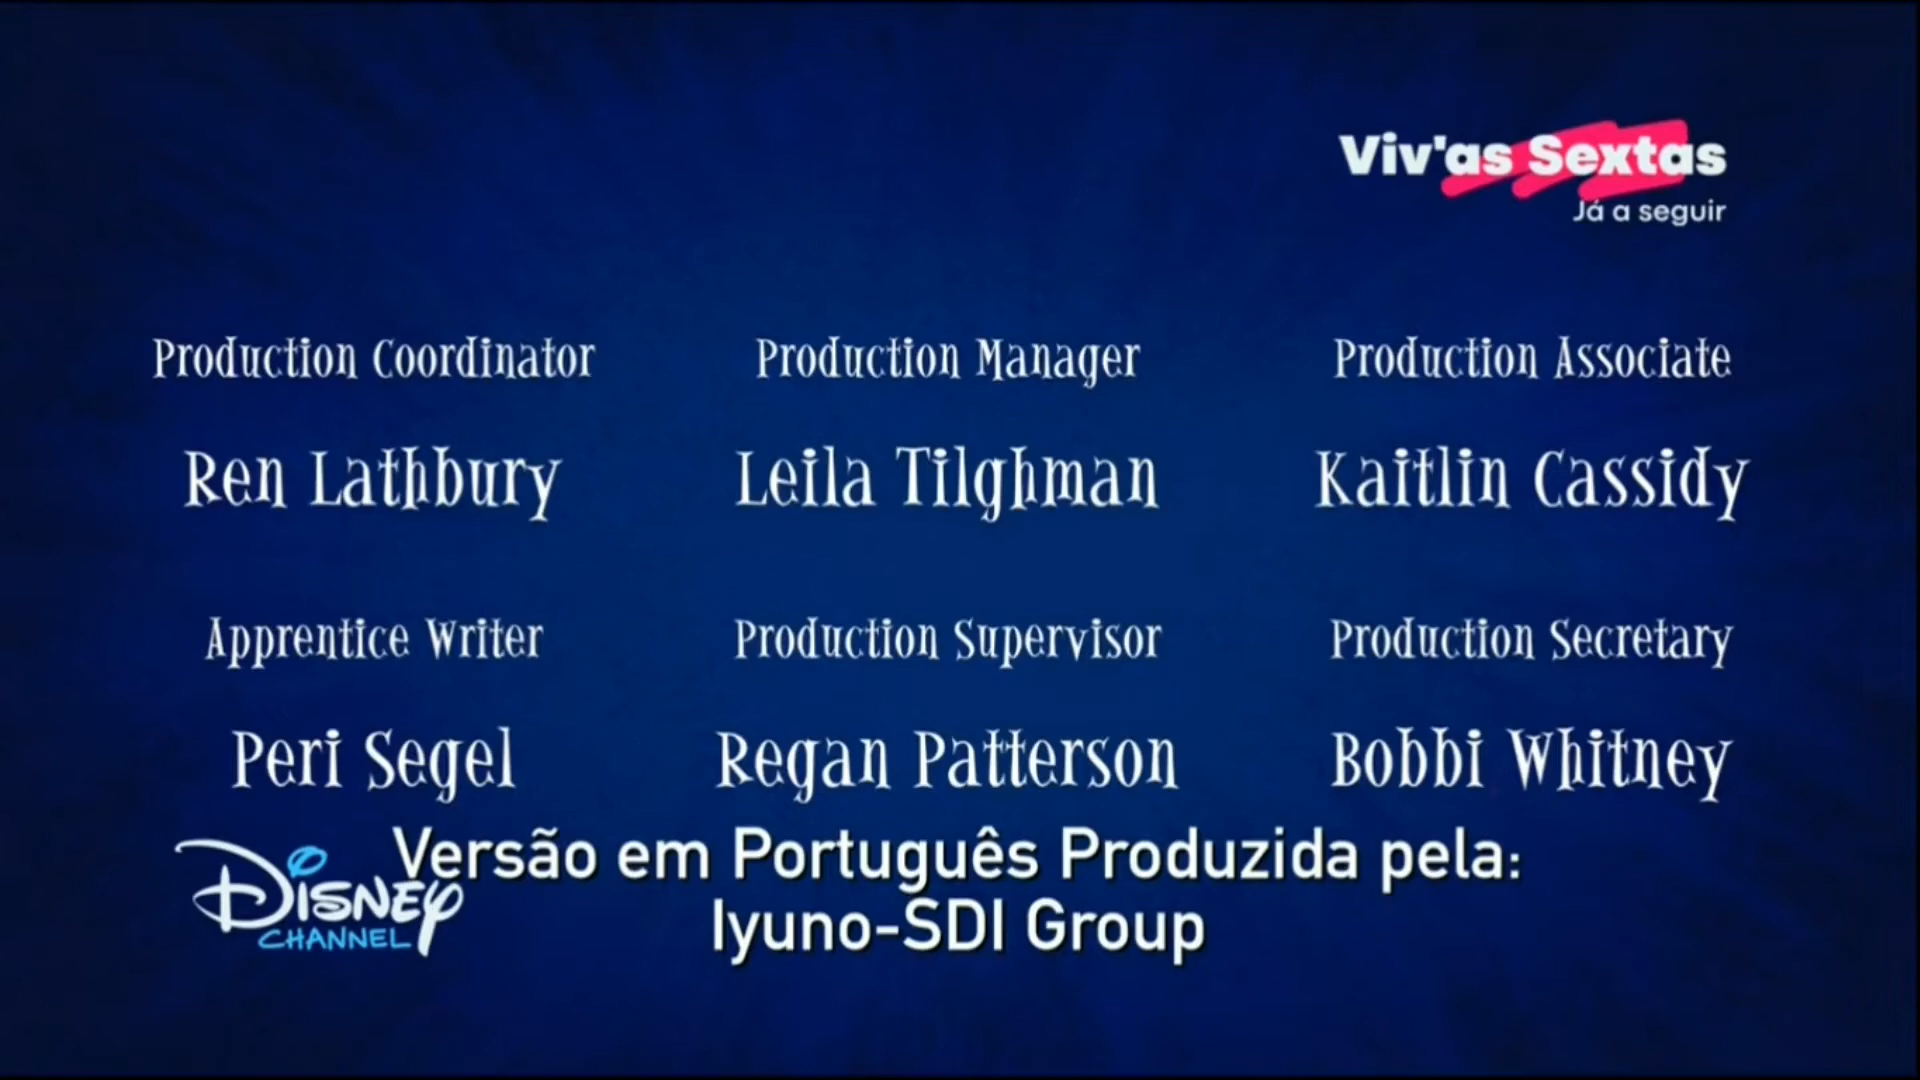 Viv'as Sextas
Já a seguir
Production Coordinator
Production Manager
Production Associate
Ren Lathbury
Leila Tilghman
Kaitlin Cassidy
Apprentice Writer
Production Supervisor
Production Secretary
Peri Segel
Regan Patterson
Bobbi Whitney
Versão em Português Produzida pela:
Iyuno-SDI Group
Disney
CHANNEL